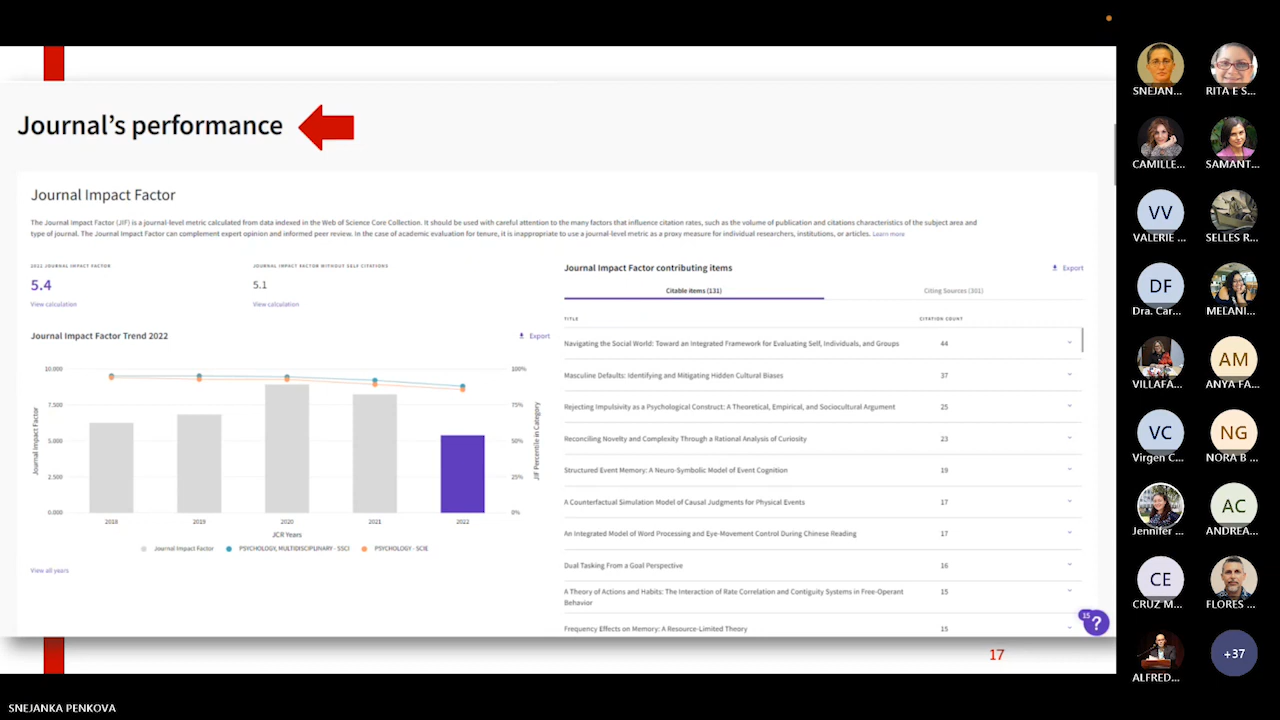 Journal's performance
Journal Impact Factor
The Journal Impact Factor (JIF) is a journal-level metric calculated from data indexed in the Web of Science Core Collection. It should be used with careful attention to the many factors that influence citation rates, such as the volume of publication and citations characteristics of the subject area and
type of journal. The Journal Impact Factor can complement expert opinion and informed peer review. In the case of academic evaluation for tenure, it is inappropriate to use a journal-level metric as a proxy measure for individual researchers, institutions, or articles. Learn more
2022 JOURNAL IMPACT FACTOR
5.4
View calculation
JOURNAL IMPACT FACTOR WITHOUT SELF CITATIONS
5.1
View calculation
Journal Impact Factor Trend 2022
Export
10.000
7.500
5.000
2.500
0.000
Journal Impact Factor
100%
75%
50%
25%
0%
JIF Percentile in Category
2018 2019 2020 2021 2022
JCR Years
Journal Impact Factor PSYCHOLOGY, MULTIDISCIPLINARY - SSCI PSYCHOLOGY - SCIE
View all years
Journal Impact Factor contributing items
Export
Citable items (131) Citing Sources (301)
TITLE CITATION COUNT
Navigating the Social World: Toward an Integrated Framework for Evaluating Self, Individuals, and Groups 44
Masculine Defaults: Identifying and Mitigating Hidden Cultural Biases 37
Rejecting Impulsivity as a Psychological Construct: A Theoretical, Empirical, and Sociocultural Argument 25
Reconciling Novelty and Complexity Through a Rational Analysis of Curiosity 23
Structured Event Memory: A Neuro-Symbolic Model of Event Cognition 19
A Counterfactual Simulation Model of Causal Judgments for Physical Events 17
An Integrated Model of Word Processing and Eye-Movement Control During Chinese Reading 17
Dual Tasking From a Goal Perspective 16
A Theory of Actions and Habits: The Interaction of Rate Correlation and Contiguity Systems in Free-Operant 15
Behavior
Frequency Effects on Memory: A Resource-Limited Theory 15
15
?
17
SNEJAN... RITA E S...
CAMILLE... SAMANT...
VV
VALERIE ... SELLES R...
DF
Dra. Car... MELANI...
AM
VILLAFA... ANYA FA...
VC NG
Virgen C... NORA B ...
AC
Jennifer ... ANDREA...
CE
CRUZ M... FLORES ...
+37
ALFRED...
SNEJANKA PENKOVA